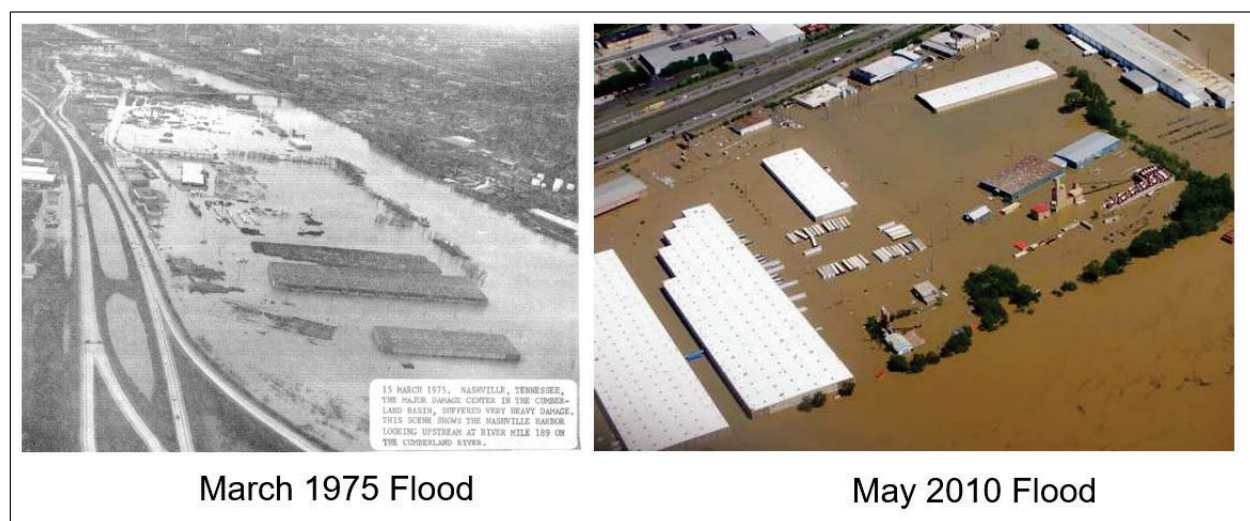 15 MARCH 1975. NASHVILLE, TENNESSEE,
THE MAJOR DAMAGE CENTER IN THE CUMBER-
LAND BASIN, SUFFERED VERY HEAVY DAMAGE.
THIS SCENE SHOWS THE NASHVILLE HARBOR
LOOKING UPSTREAM AT RIVER MILE 189 ON
THE CUMBERLAND RIVER.
March 1975 Flood
May 2010 Flood